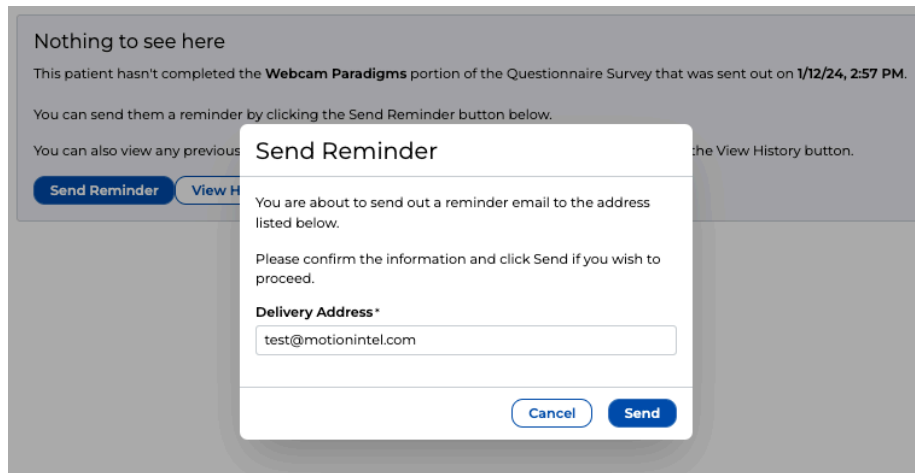 Nothing to see here
This patient hasn't completed the Webcam Paradigms portion of the Questionnaire Survey that was sent out on 1/12/24, 2:57 PM.
You can send them a reminder by clicking the Send Reminder button below.
You can also view any previous
the View History button.
Send Reminder
View H
Send Reminder
You are about to send out a reminder email to the address
listed below.
Please confirm the information and click Send if you wish to
proceed.
Delivery Address*
test@motionintel.com
Cancel
Send